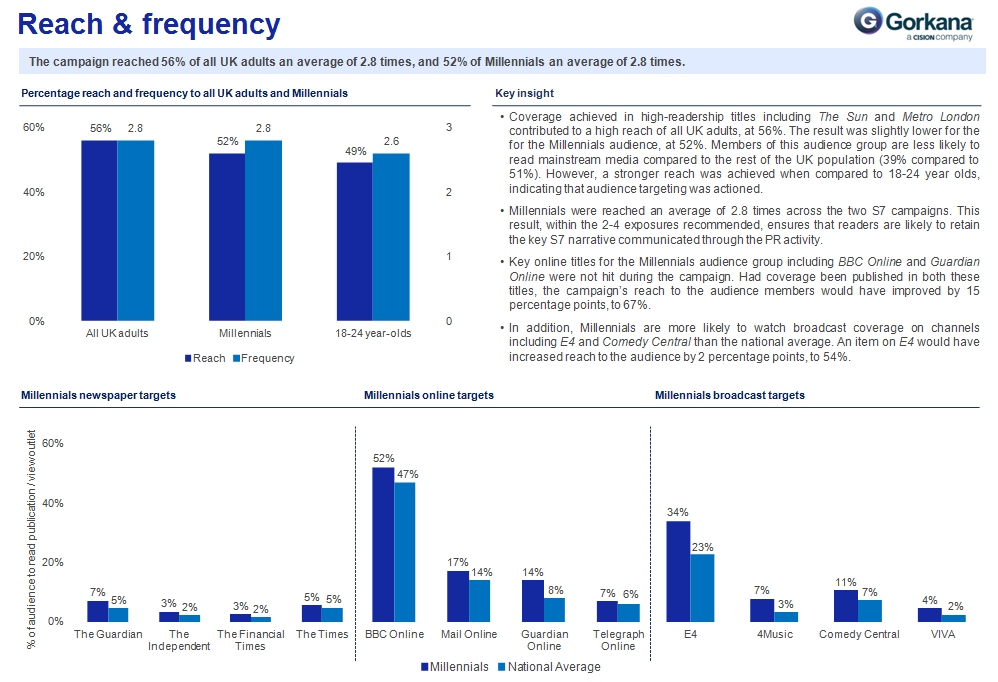 Reach & frequency
Gorkana
a CISION company
The campaign reached 56% of all UK adults an average of 2.8 times, and 52% of Millennials an average of 2.8 times.
Percentage reach and frequency to all UK adults and Millennials
60%
40%
20%
0%
56%
2.8
52%
2.8
49%
2.6
3
2
1
0
All UK adults
Millennials
18-24 year-olds
Reach
Frequency
Key insight
• Coverage achieved in high-readership titles including The Sun and Metro London
contributed to a high reach of all UK adults, at 56%. The result was slightly lower for the
for the Millennials audience, at 52%. Members of this audience group are less likely to
read mainstream media compared to the rest of the UK population (39% compared to
51%). However, a stronger reach was achieved when compared to 18-24 year olds,
indicating that audience targeting was actioned.
• Millennials were reached an average of 2.8 times across the two S7 campaigns. This
result, within the 2-4 exposures recommended, ensures that readers are likely to retain
the key S7 narrative communicated through the PR activity.
• Key online titles for the Millennials audience group including BBC Online and Guardian
Online were not hit during the campaign. Had coverage been published in both these
titles, the campaign's reach to the audience members would have improved by 15
percentage points, to 67%.
• In addition, Millennials are more likely to watch broadcast coverage on channels
including E4 and Comedy Central than the national average. An item on E4 would have
increased reach to the audience by 2 percentage points, to 54%.
Millennials newspaper targets
Millennials online targets
Millennials broadcast targets
% of audience to read publication / view outlet
60%
40%
20%
0%
7%
5%
3%
2%
3%
2%
5%
5%
52%
47%
17%
14%
14%
8%
7%
6%
34%
23%
7%
3%
11%
7%
4%
2%
The Guardian
The
Independent
The Financial
Times
The Times
BBC Online
Mail Online
Guardian
Online
Telegraph
Online
E4
4Music
Comedy Central
VIVA
Millennials
National Average